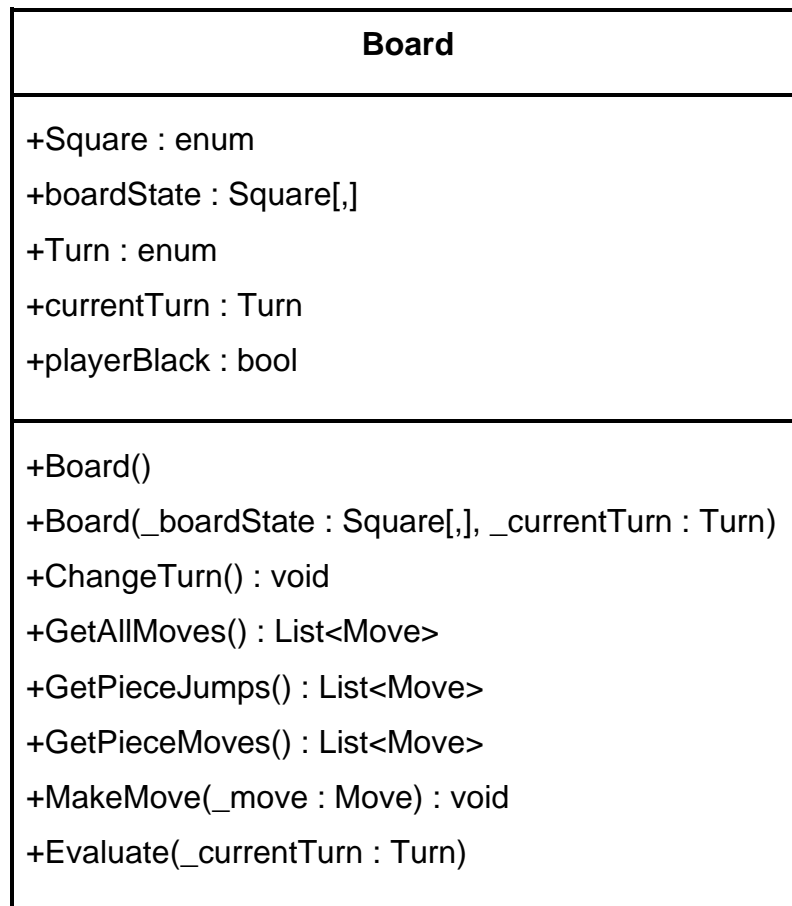 Board
+Square : enum
+boardState : Square[,]
+Turn : enum
+currentTurn : Turn
+playerBlack : bool
+Board()
+Board(_boardState : Square[,], _currentTurn : Turn)
+ChangeTurn() : void
+GetAllMoves() : List<Move>
+GetPieceJumps() : List<Move>
+GetPieceMoves() : List<Move>
+MakeMove(_move : Move) : void
+Evaluate(_currentTurn : Turn)